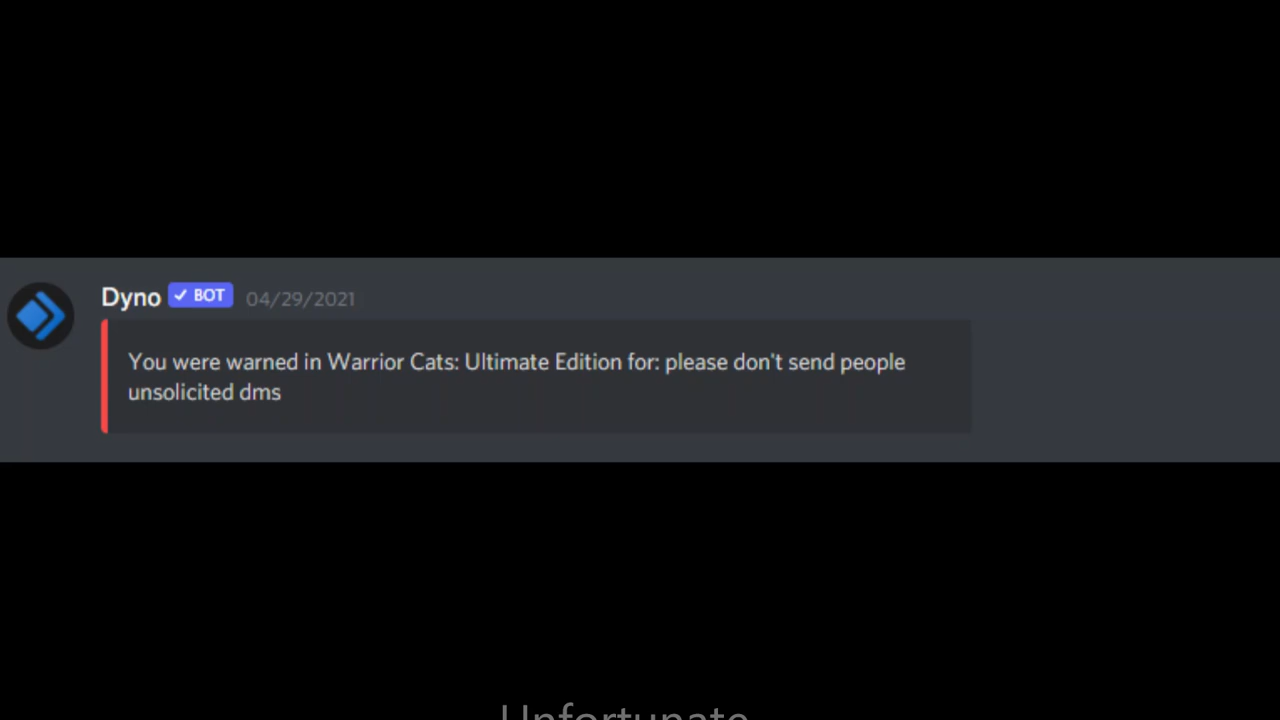 Dyno ✓ BOT 04/29/2021
You were warned in Warrior Cats: Ultimate Edition for: please don't send people
unsolicited dms
Unfortunate